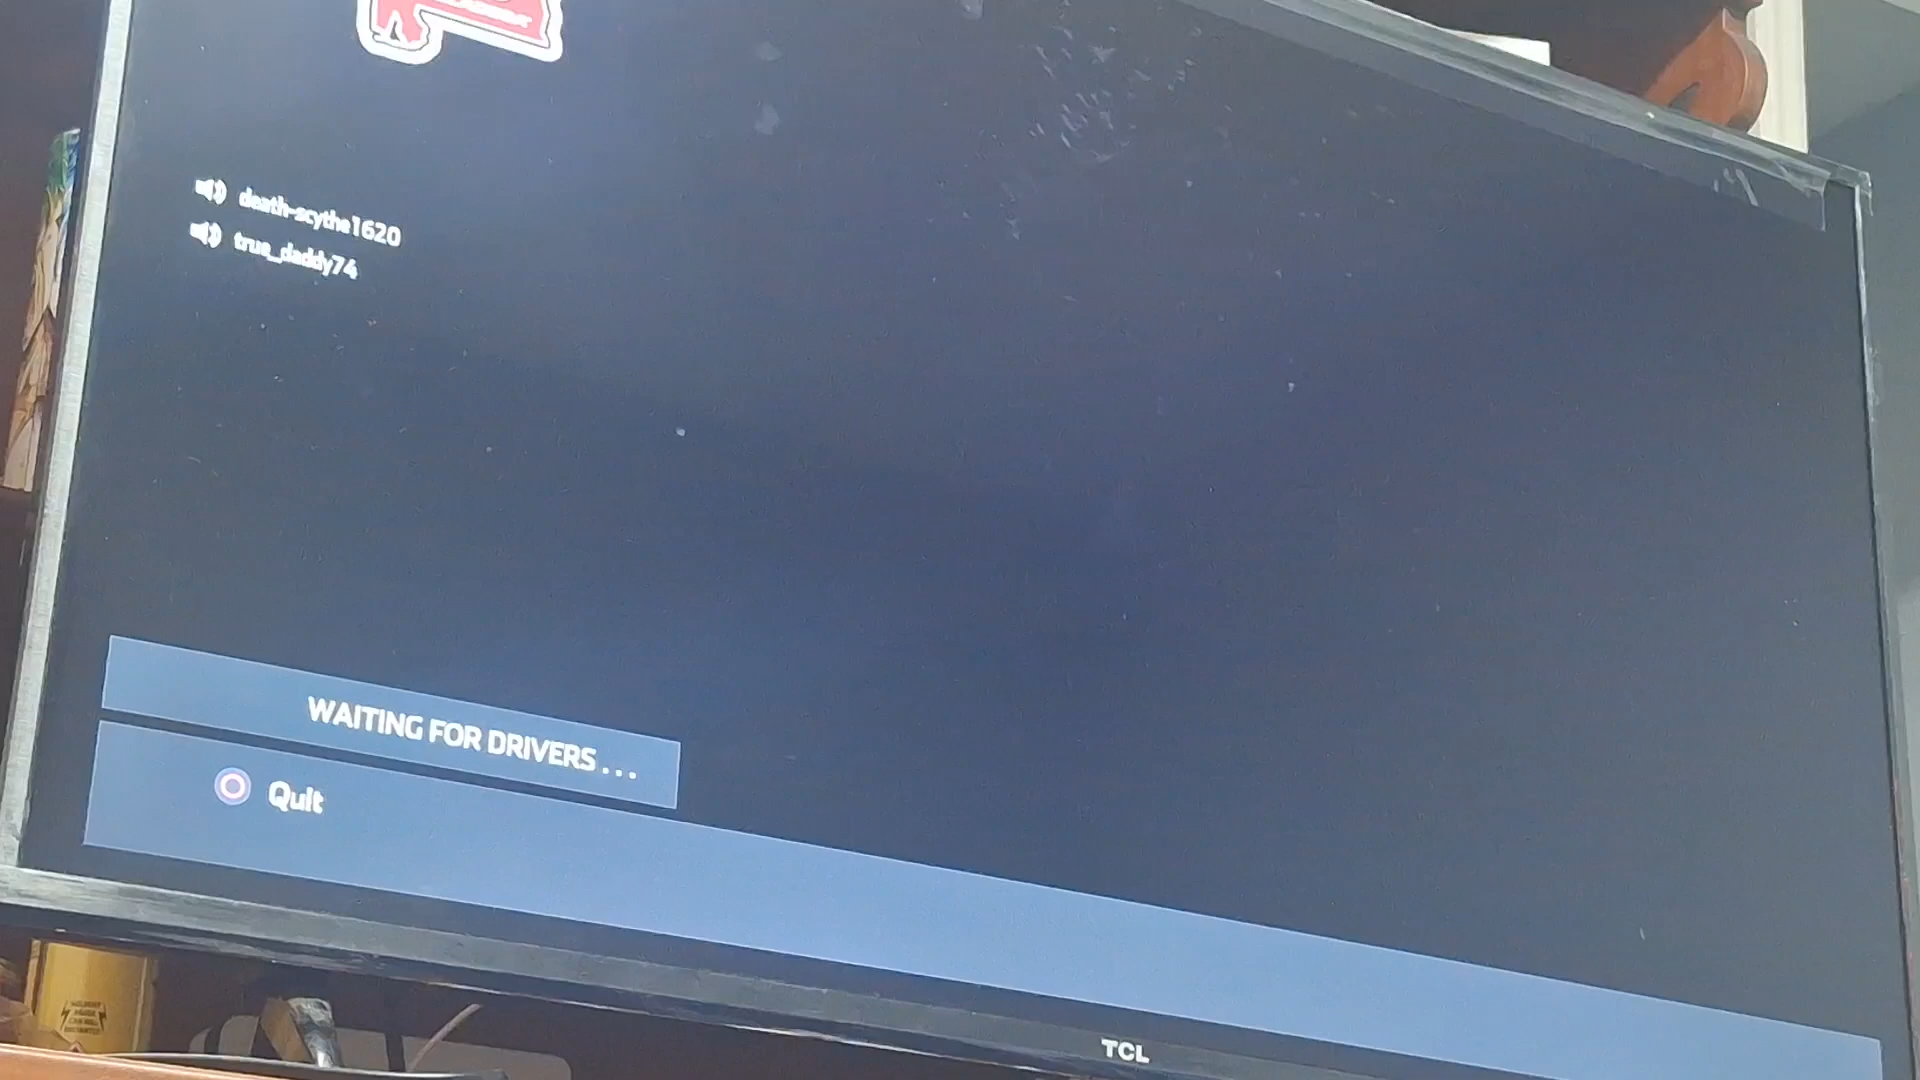 death-scythe1620
true_daddy74
WAITING FOR DRIVERS...
Quit
TCL